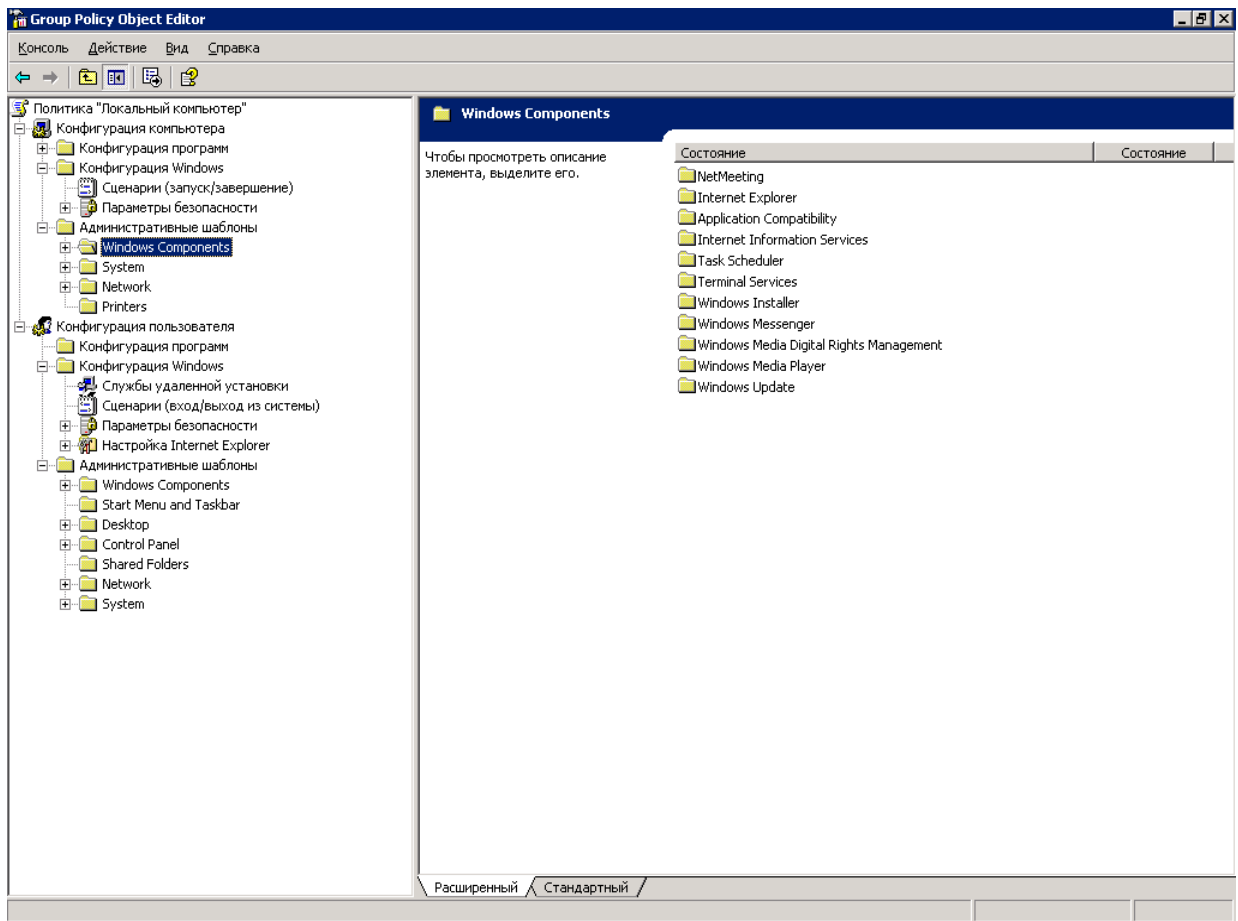 Group Policy Object Editor
Консоль Действие Вид Справка
Политика "Локальный компьютер"
Конфигурация компьютера
Конфигурация программ
Конфигурация Windows
Сценарии (запуск/завершение)
Параметры безопасности
Административные шаблоны
Windows Components
System
Network
Printers
Конфигурация пользователя
Конфигурация программ
Конфигурация Windows
Службы удаленной установки
Сценарии (вход/выход из системы)
Параметры безопасности
Настройка Internet Explorer
Административные шаблоны
Windows Components
Start Menu and Taskbar
Desktop
Control Panel
Shared Folders
Network
System
Windows Components
Чтобы просмотреть описание
элемента, выделите его.
Состояние Состояние
NetMeeting
Internet Explorer
Application Compatibility
Internet Information Services
Task Scheduler
Terminal Services
Windows Installer
Windows Messenger
Windows Media Digital Rights Management
Windows Media Player
Windows Update
Расширенный Стандартный